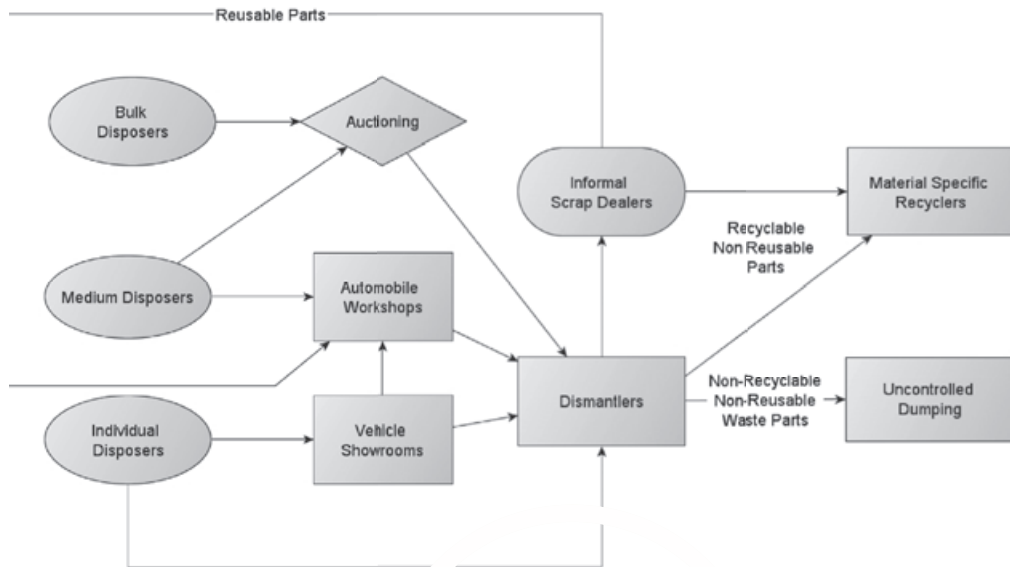 Reusable Parts
Bulk
Disposers
Auctioning
Informal
Scrap Dealers
Material Specific
Recyclers
Recyclable
Non Reusable
Parts
Medium Disposers
Automobile
Workshops
Dismantlers
Non-Recyclable
Non-Reusable
Waste Parts
Uncontrolled
Dumping
Individual
Disposers
Vehicle
Showrooms